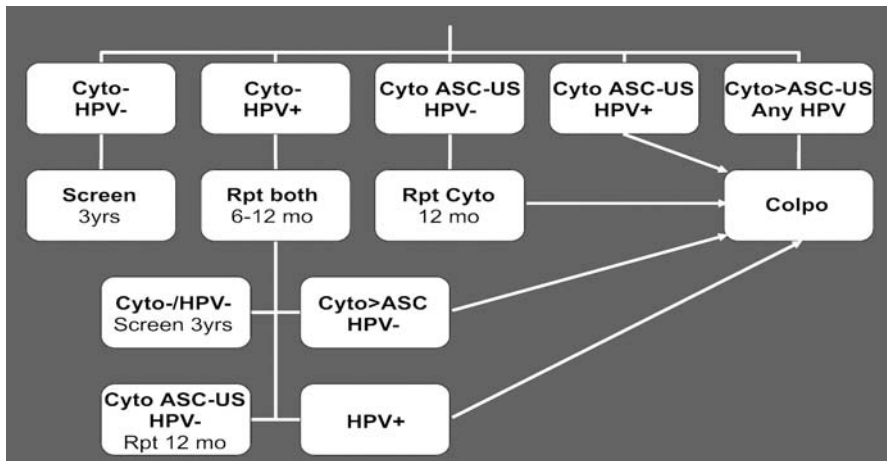 Cyto-
HPV-
Cyto-
HPV+
Cyto ASC-US
HPV-
Cyto ASC-US
HPV+
Cyto>ASC-US
Any HPV
Screen
3yrs
Rpt both
6-12 mo
Rpt Cyto
12 mo
Colpo
Cyto-/HPV-
Screen 3yrs
Cyto>ASC
HPV-
Cyto ASC-US
HPV-
Rpt 12 mo
HPV+